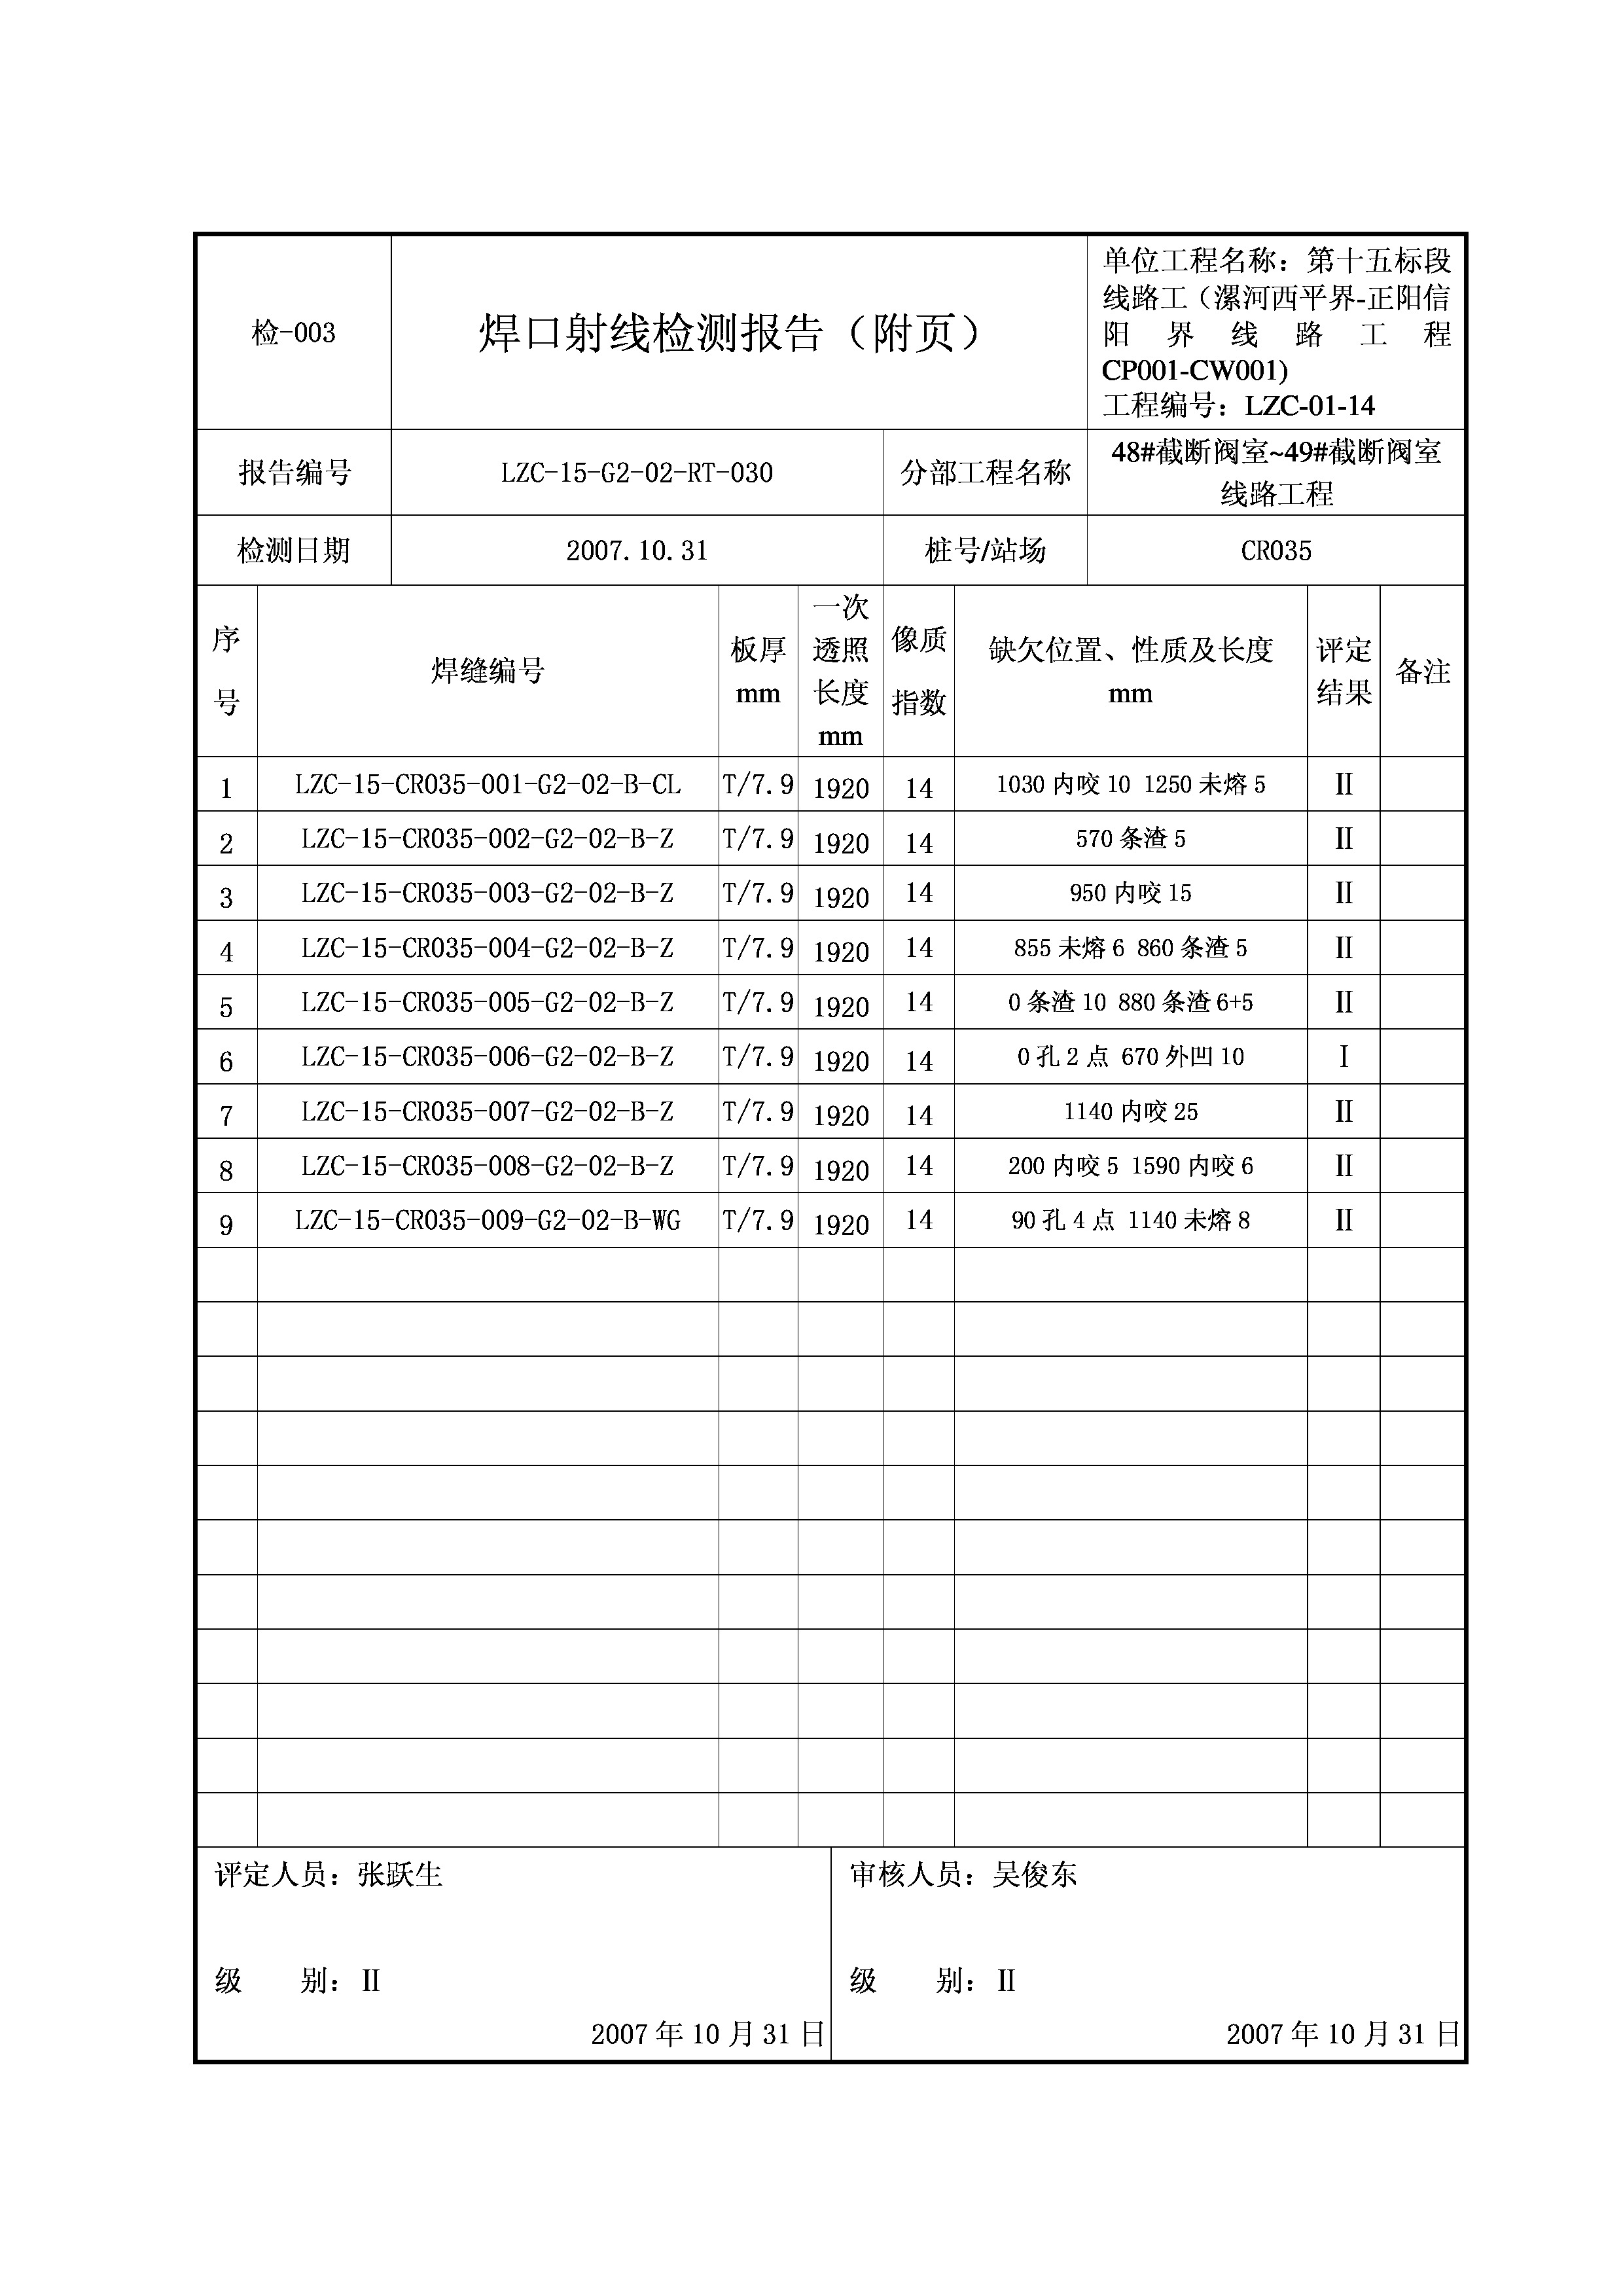 检-003
焊口射线检测报告（附页）
单位工程名称：第十五标段
线路工（漯河西平界-正阳信
阳界线路工程
CP001-CW001)
工程编号：LZC-01-14
报告编号
LZC-15-G2-02-RT-030
分部工程名称
48#截断阀室~49#截断阀室
线路工程
检测日期
2007.10.31
桩号/站场
CR035
序
号
焊缝编号
板厚
mm
一次
透照
长度
mm
像质
指数
缺欠位置、性质及长度
mm
评定
结果
备注
1 LZC-15-CR035-001-G2-02-B-CL T/7.9 1920 14 1030 内咬 10 1250 未熔 5 II
2 LZC-15-CR035-002-G2-02-B-Z T/7.9 1920 14 570 条渣 5 II
3 LZC-15-CR035-003-G2-02-B-Z T/7.9 1920 14 950 内咬 15 II
4 LZC-15-CR035-004-G2-02-B-Z T/7.9 1920 14 855 未熔 6 860 条渣 5 II
5 LZC-15-CR035-005-G2-02-B-Z T/7.9 1920 14 0 条渣 10 880 条渣 6+5 II
6 LZC-15-CR035-006-G2-02-B-Z T/7.9 1920 14 0 孔 2 点 670 外凹 10 I
7 LZC-15-CR035-007-G2-02-B-Z T/7.9 1920 14 1140 内咬 25 II
8 LZC-15-CR035-008-G2-02-B-Z T/7.9 1920 14 200 内咬 5 1590 内咬 6 II
9 LZC-15-CR035-009-G2-02-B-WG T/7.9 1920 14 90 孔 4 点 1140 未熔 8 II
评定人员：张跃生
级 别：II
2007 年 10 月 31 日
审核人员：吴俊东
级 别：II
2007 年 10 月 31 日